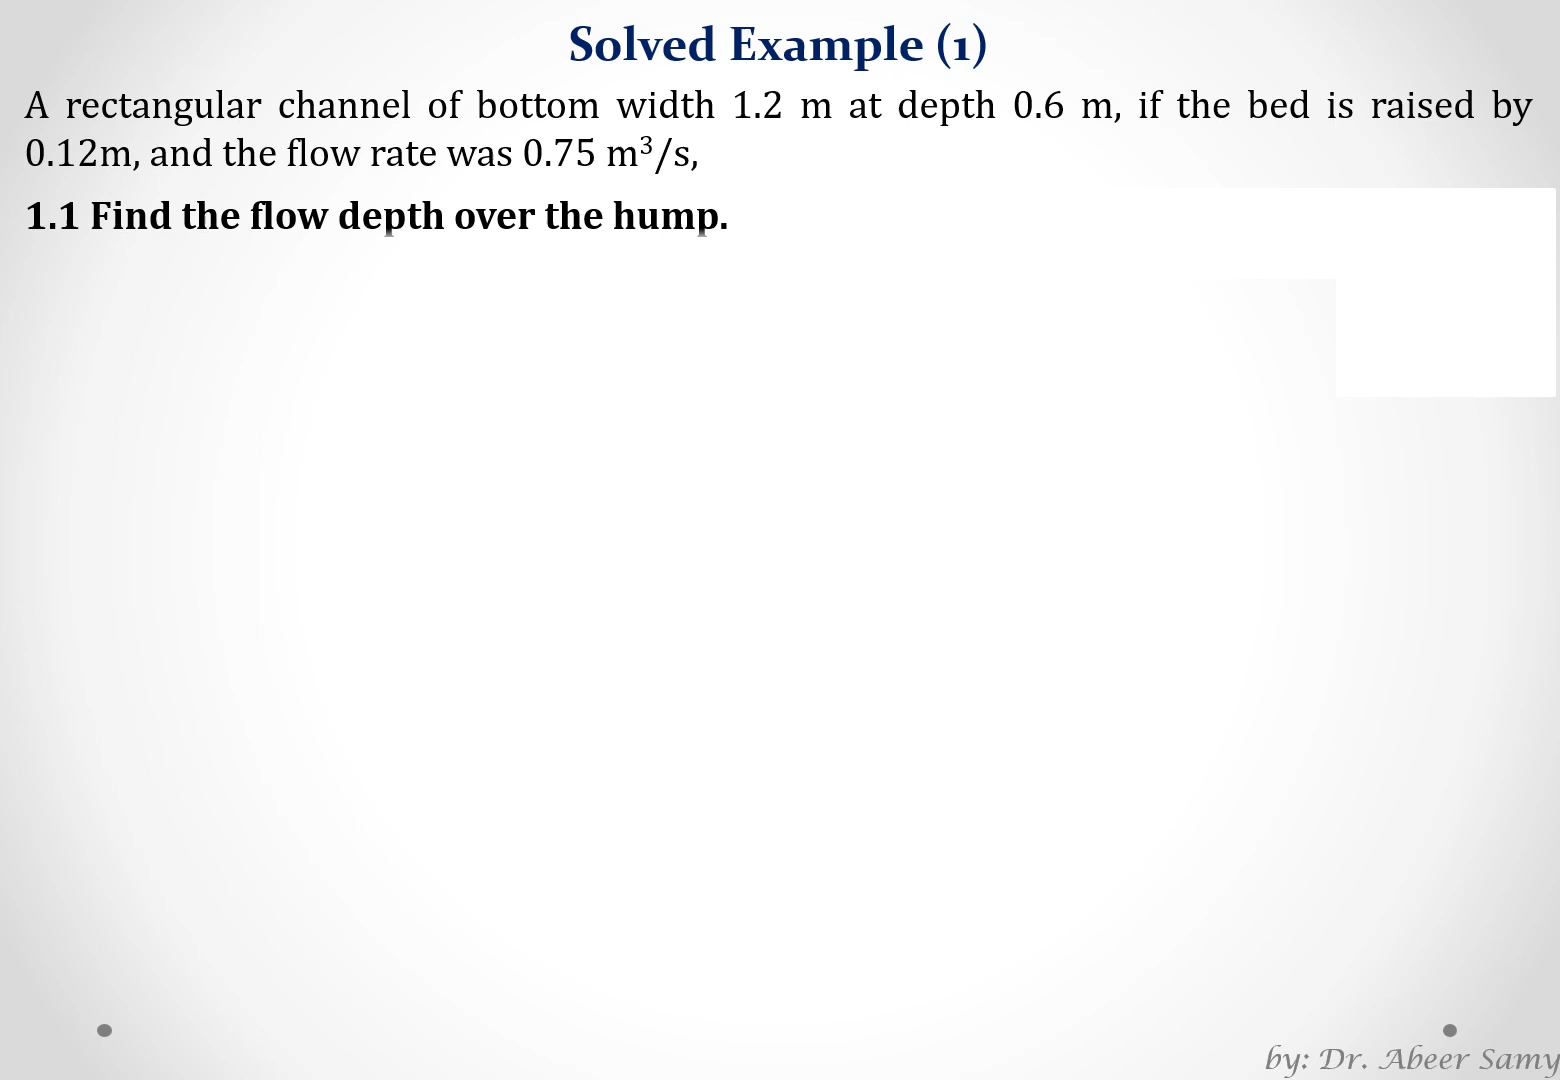 Solved Example (1)
A rectangular channel of bottom width 1.2 m at depth 0.6 m, if the bed is raised by
0.12m, and the flow rate was 0.75 m³/s,
1.1 Find the flow depth over the hump.
by: Dr. Abeer Samy